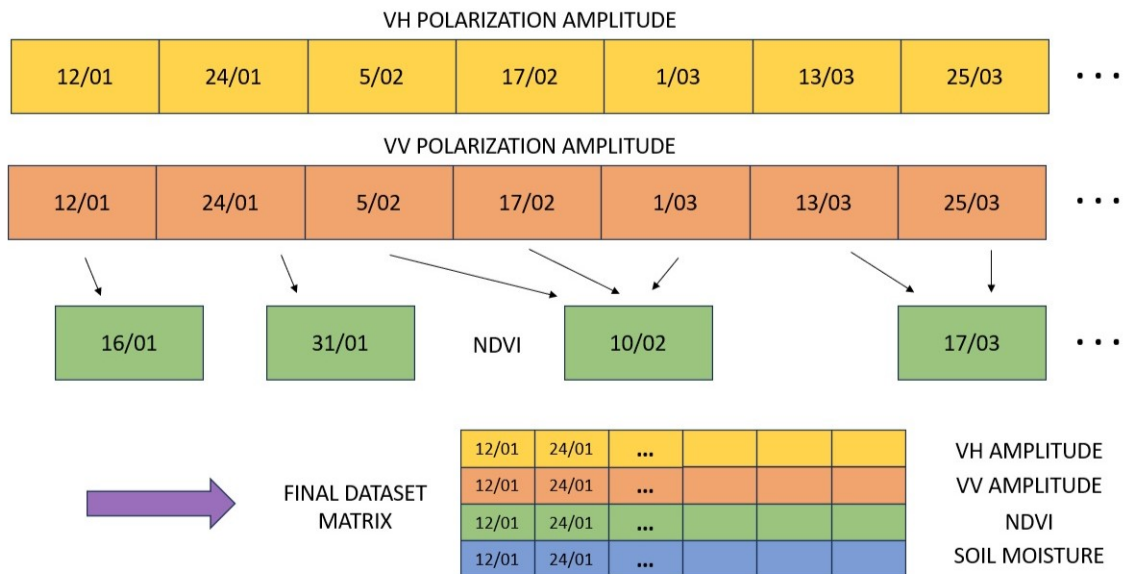 VH POLARIZATION AMPLITUDE
12/01 24/01 5/02 17/02 1/03 13/03 25/03 ...
VV POLARIZATION AMPLITUDE
12/01 24/01 5/02 17/02 1/03 13/03 25/03 ...
16/01 31/01 NDVI 10/02 17/03 ...
FINAL DATASET
MATRIX
12/01 24/01 ... VH AMPLITUDE
12/01 24/01 ... VV AMPLITUDE
12/01 24/01 ... NDVI
12/01 24/01 ... SOIL MOISTURE